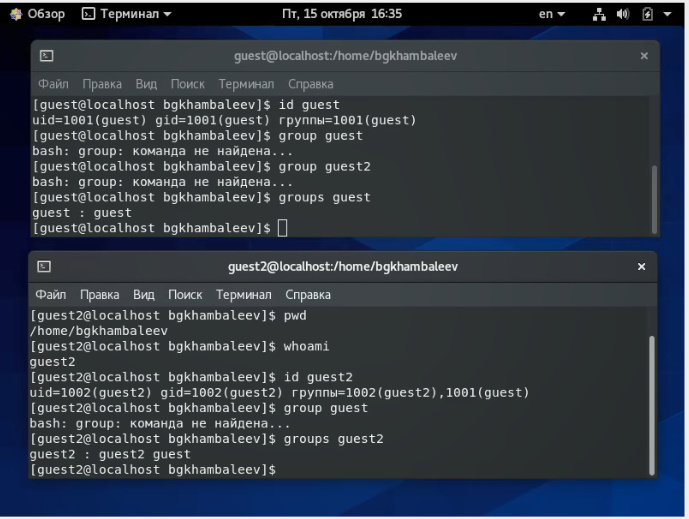 Обзор Терминал Пт, 15 октября 16:35 en
guest@localhost:/home/bgkhambaleev ×
Файл Правка Вид Поиск Терминал Справка
[guest@localhost bgkhambaleev]$ id guest
uid=1001(guest) gid=1001(guest) группы=1001(guest)
[guest@localhost bgkhambaleev]$ group guest
bash: group: команда не найдена...
[guest@localhost bgkhambaleev]$ group guest2
bash: group: команда не найдена...
[guest@localhost bgkhambaleev]$ groups guest
guest : guest
[guest@localhost bgkhambaleev]$
guest2@localhost:/home/bgkhambaleev ×
Файл Правка Вид Поиск Терминал Справка
[guest2@localhost bgkhambaleev]$ pwd
/home/bgkhambaleev
[guest2@localhost bgkhambaleev]$ whoami
guest2
[guest2@localhost bgkhambaleev]$ id guest2
uid=1002(guest2) gid=1002(guest2) группы=1002(guest2),1001(guest)
[guest2@localhost bgkhambaleev]$ group guest
bash: group: команда не найдена...
[guest2@localhost bgkhambaleev]$ groups guest2
guest2 : guest2 guest
[guest2@localhost bgkhambaleev]$